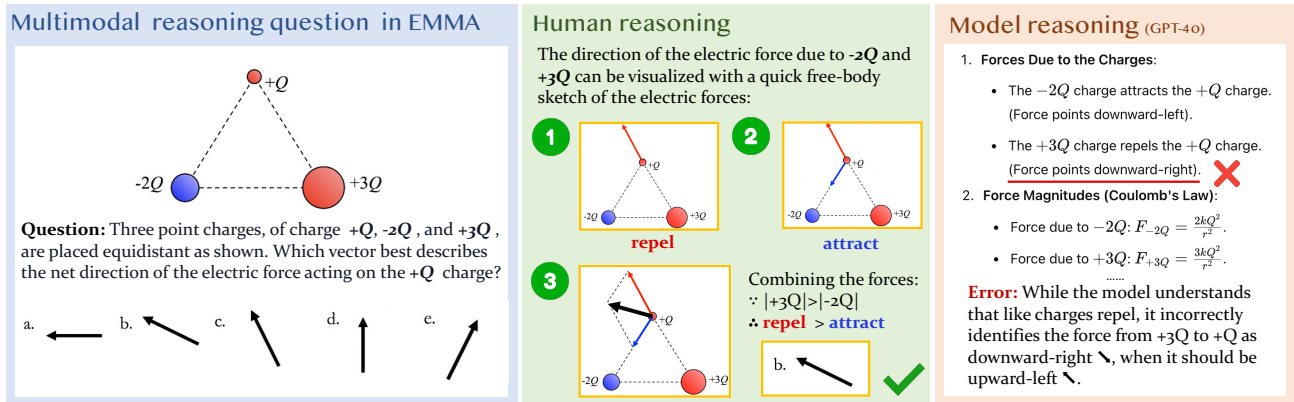 Multimodal reasoning question in EMMA
+Q
-2Q
+3Q
Question: Three point charges, of charge +Q, -2Q , and +3Q ,
are placed equidistant as shown. Which vector best describes
the net direction of the electric force acting on the +Q charge?
a.
b.
c.
d.
e.
Human reasoning
The direction of the electric force due to -2Q and
+3Q can be visualized with a quick free-body
sketch of the electric forces:
1
+Q
-2Q
+3Q
repel
2
+Q
-2Q
+3Q
attract
3
+Q
-2Q
+3Q
Combining the forces:
∵ |+3Q|>|-2Q|
∴ repel > attract
b.
Model reasoning (GPT-4o)
1. Forces Due to the Charges:
• The −2Q charge attracts the +Q charge.
(Force points downward-left).
• The +3Q charge repels the +Q charge.
(Force points downward-right).
2. Force Magnitudes (Coulomb's Law):
• Force due to −2Q: F₋₂Q = 2kQ²/r².
• Force due to +3Q: F₊₃Q = 3kQ²/r².
......
Error: While the model understands
that like charges repel, it incorrectly
identifies the force from +3Q to +Q as
downward-right ↘, when it should be
upward-left ↖.